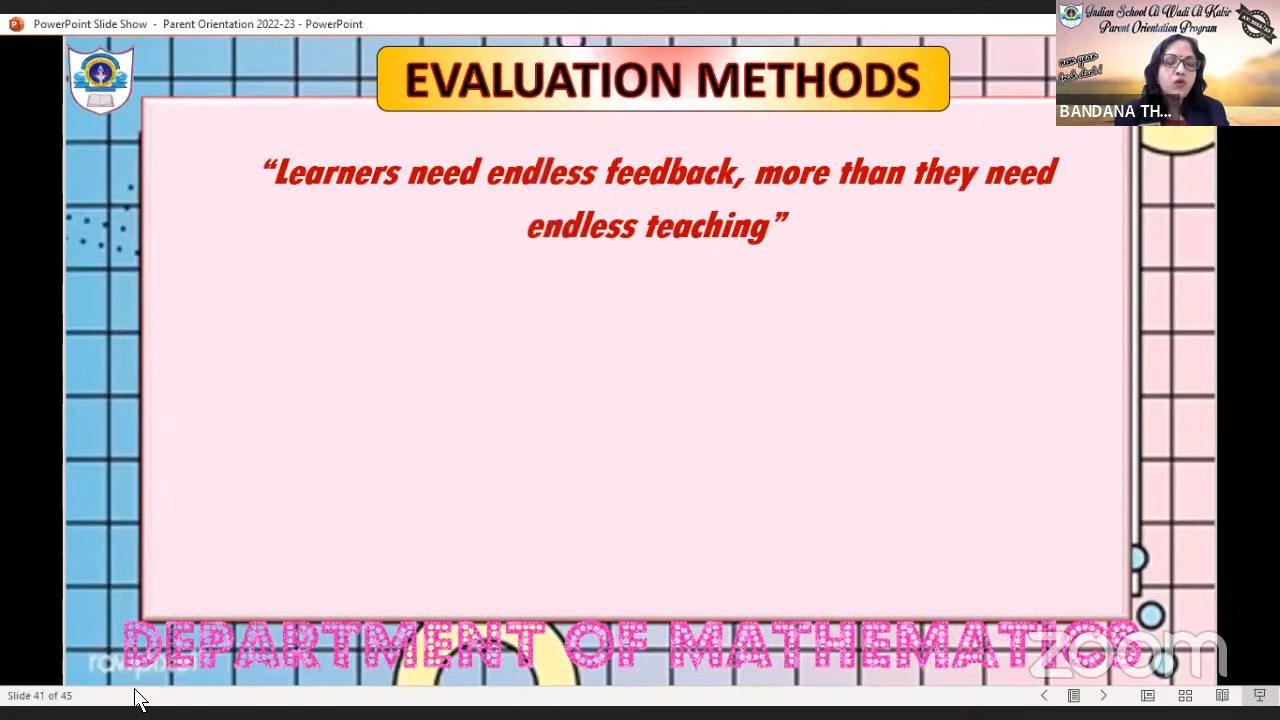 PowerPoint Slide Show - Parent Orientation 2022-23 - PowerPoint
Indian School Al Wadi Al Kabir
Parent Orientation Program
BANDANA TH...
EVALUATION METHODS
“Learners need endless feedback, more than they need
endless teaching”
DEPARTMENT OF MATHEMATICS
zoom
Slide 41 of 45